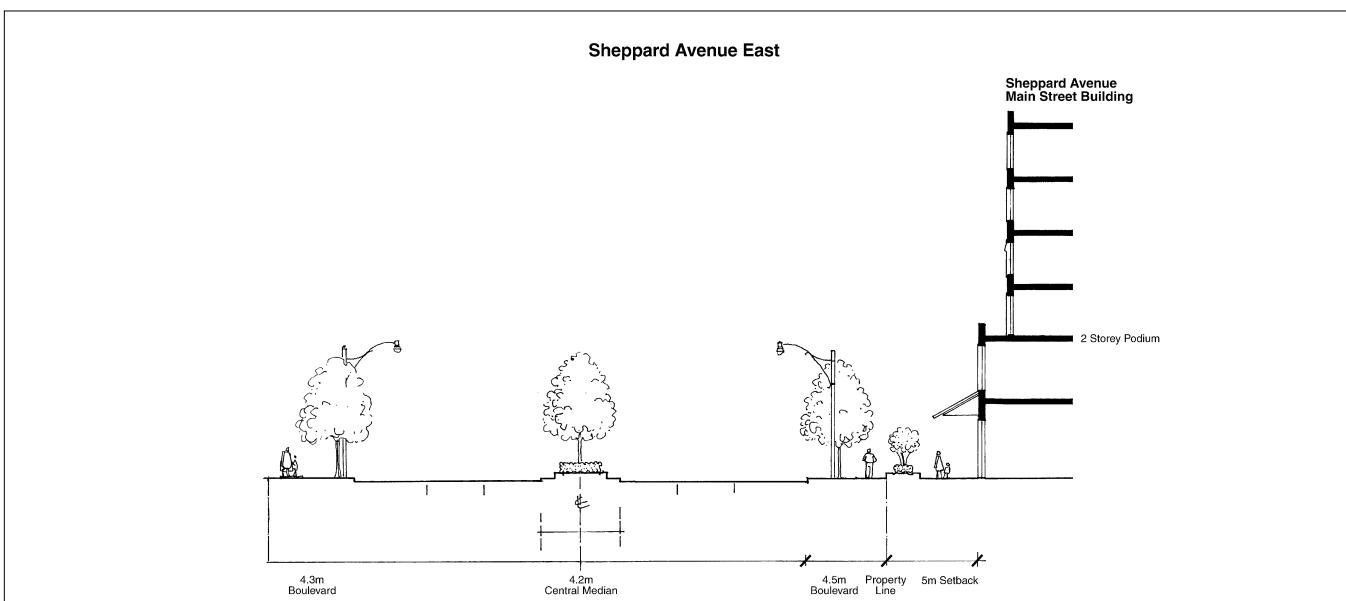 Sheppard Avenue East
Sheppard Avenue
Main Street Building
2 Storey Podium
4.3m
Boulevard
4.2m
Central Median
4.5m
Boulevard
Property
Line
5m Setback